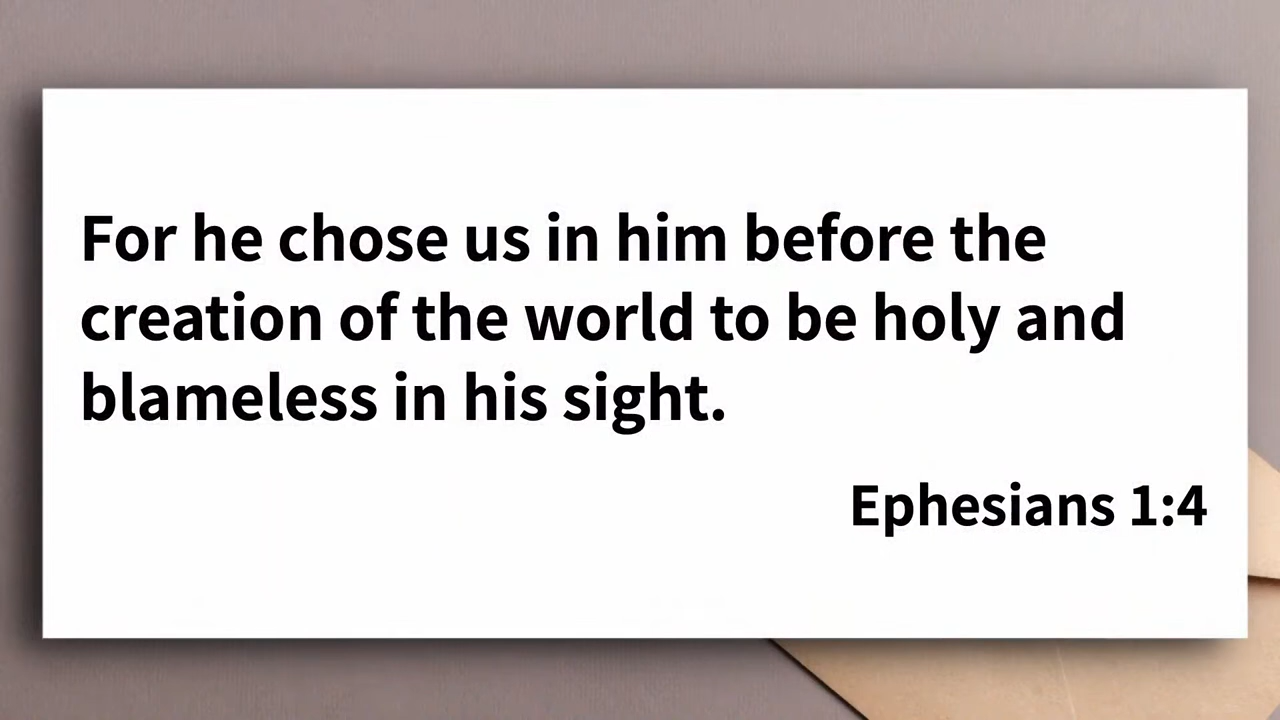 For he chose us in him before the
creation of the world to be holy and
blameless in his sight.
Ephesians 1:4